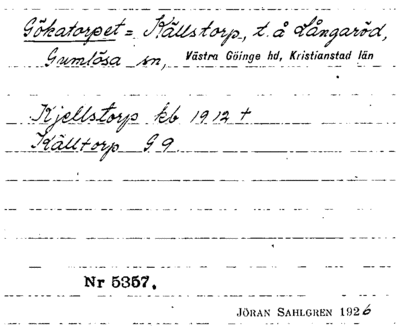 Gökatorpet = Källstorp, t. å Långaröd,
Gumlösa sn, Västra Göinge hd, Kristianstad län
Kjellstorp kb 1912 +
Källtorp G 9
Nr 5357.
JÖRAN SAHLGREN 1926